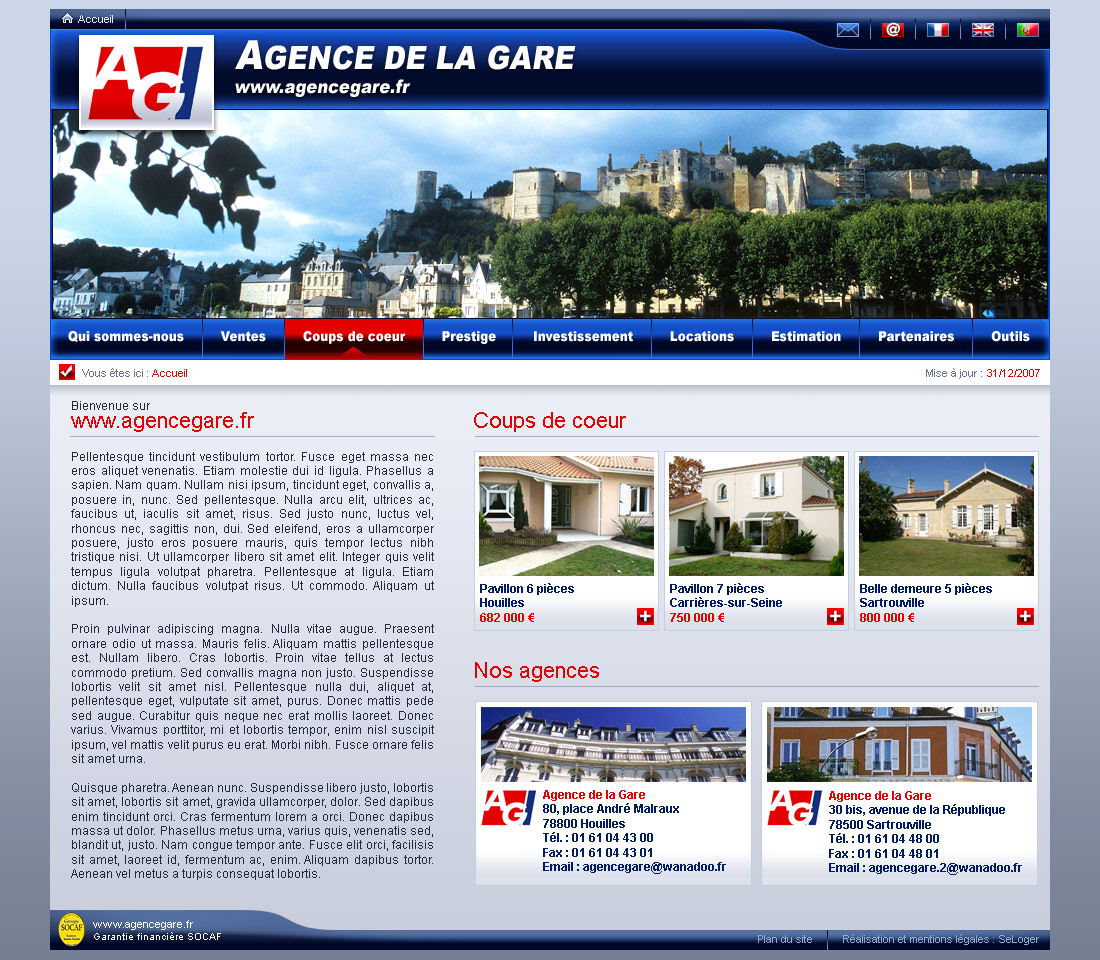 Accueil
AGI
AGENCE DE LA GARE
www.agencegare.fr
Qui sommes-nous
Ventes
Coups de coeur
Prestige
Investissement
Locations
Estimation
Partenaires
Outils
Vous êtes ici : Accueil
Mise à jour : 31/12/2007
Bienvenue sur
www.agencegare.fr
Pellentesque tincidunt vestibulum tortor. Fusce eget massa nec
eros aliquet venenatis. Etiam molestie dui id ligula. Phasellus a
sapien. Nam quam. Nullam nisi ipsum, tincidunt eget, convallis a,
posuere in, nunc. Sed pellentesque. Nulla arcu elit, ultrices ac,
faucibus ut, iaculis sit amet, risus. Sed justo nunc, luctus vel,
rhoncus nec, sagittis non, dui. Sed eleifend, eros a ullamcorper
posuere, justo eros posuere mauris, quis tempor lectus nibh
tristique nisi. Ut ullamcorper libero sit amet elit. Integer quis velit
tempus ligula volutpat pharetra. Pellentesque at ligula. Etiam
dictum. Nulla faucibus volutpat risus. Ut commodo. Aliquam ut
ipsum.
Proin pulvinar adipiscing magna. Nulla vitae augue. Praesent
ornare odio ut massa. Mauris felis. Aliquam mattis pellentesque
est. Nullam libero. Cras lobortis. Proin vitae tellus at lectus
commodo pretium. Sed convallis magna non justo. Suspendisse
lobortis velit sit amet nisl. Pellentesque nulla dui, aliquet at,
pellentesque eget, vulputate sit amet, purus. Donec mattis pede
sed augue. Curabitur quis neque nec erat mollis laoreet. Donec
varius. Vivamus porttitor, mi et lobortis tempor, enim nisl suscipit
ipsum, vel mattis velit purus eu erat. Morbi nibh. Fusce ornare felis
sit amet urna.
Quisque pharetra. Aenean nunc. Suspendisse libero justo, lobortis
sit amet, lobortis sit amet, gravida ullamcorper, dolor. Sed dapibus
enim tincidunt orci. Cras fermentum lorem a orci. Donec dapibus
massa ut dolor. Phasellus metus urna, varius quis, venenatis sed,
blandit ut, justo. Nam congue tempor ante. Fusce elit orci, facilisis
sit amet, laoreet id, fermentum ac, enim. Aliquam dapibus tortor.
Aenean vel metus a turpis consequat lobortis.
Coups de coeur
Pavillon 6 pièces
Houilles
682 000 €
Pavillon 7 pièces
Carrières-sur-Seine
750 000 €
Belle demeure 5 pièces
Sartrouville
800 000 €
Nos agences
AGI
Agence de la Gare
80, place André Malraux
78800 Houilles
Tél. : 01 61 04 43 00
Fax : 01 61 04 43 01
Email : agencegare@wanadoo.fr
AGI
Agence de la Gare
30 bis, avenue de la République
78500 Sartrouville
Tél. : 01 61 04 48 00
Fax : 01 61 04 48 01
Email : agencegare.2@wanadoo.fr
SOCAF
www.agencegare.fr
Garantie financière SOCAF
Plan du site
Réalisation et mentions légales : SeLoger